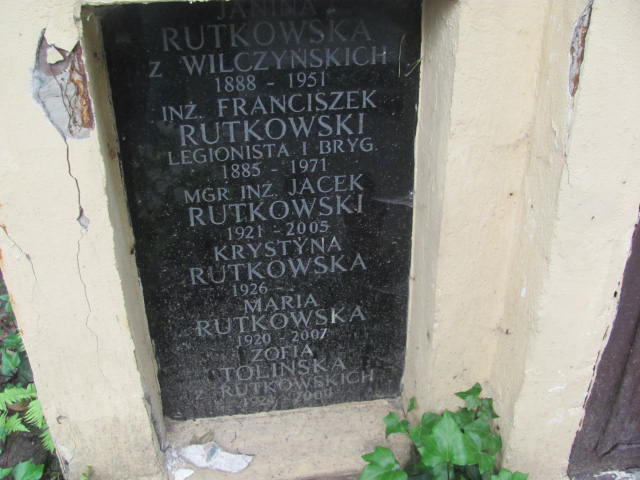 JANINA
RUTKOWSKA
Z WILCZYŃSKICH
1888 - 1951
INŻ. FRANCISZEK
RUTKOWSKI
LEGIONISTA I BRYG.
1885 - 1971
MGR INŻ. JACEK
RUTKOWSKI
1921 - 2005
KRYSTYNA
RUTKOWSKA
1926 -
MARIA
RUTKOWSKA
1920 - 2007
ZOFIA
TOLIŃSKA
Z RUTKOWSKICH